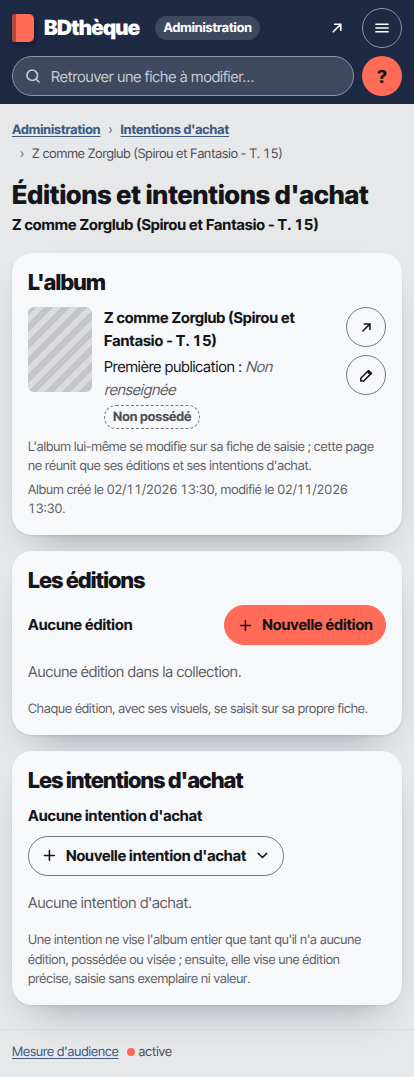 BDthèque Administration
Retrouver une fiche à modifier... ?
Administration › Intentions d'achat
› Z comme Zorglub (Spirou et Fantasio - T. 15)
Éditions et intentions d'achat
Z comme Zorglub (Spirou et Fantasio - T. 15)
L'album
Z comme Zorglub (Spirou et
Fantasio - T. 15)
Première publication : Non
renseignée
Non possédé
L'album lui-même se modifie sur sa fiche de saisie ; cette page
ne réunit que ses éditions et ses intentions d'achat.
Album créé le 02/11/2026 13:30, modifié le 02/11/2026
13:30.
Les éditions
Aucune édition + Nouvelle édition
Aucune édition dans la collection.
Chaque édition, avec ses visuels, se saisit sur sa propre fiche.
Les intentions d'achat
Aucune intention d'achat
+ Nouvelle intention d'achat
Aucune intention d'achat.
Une intention ne vise l'album entier que tant qu'il n'a aucune
édition, possédée ou visée ; ensuite, elle vise une édition
précise, saisie sans exemplaire ni valeur.
Mesure d'audience active